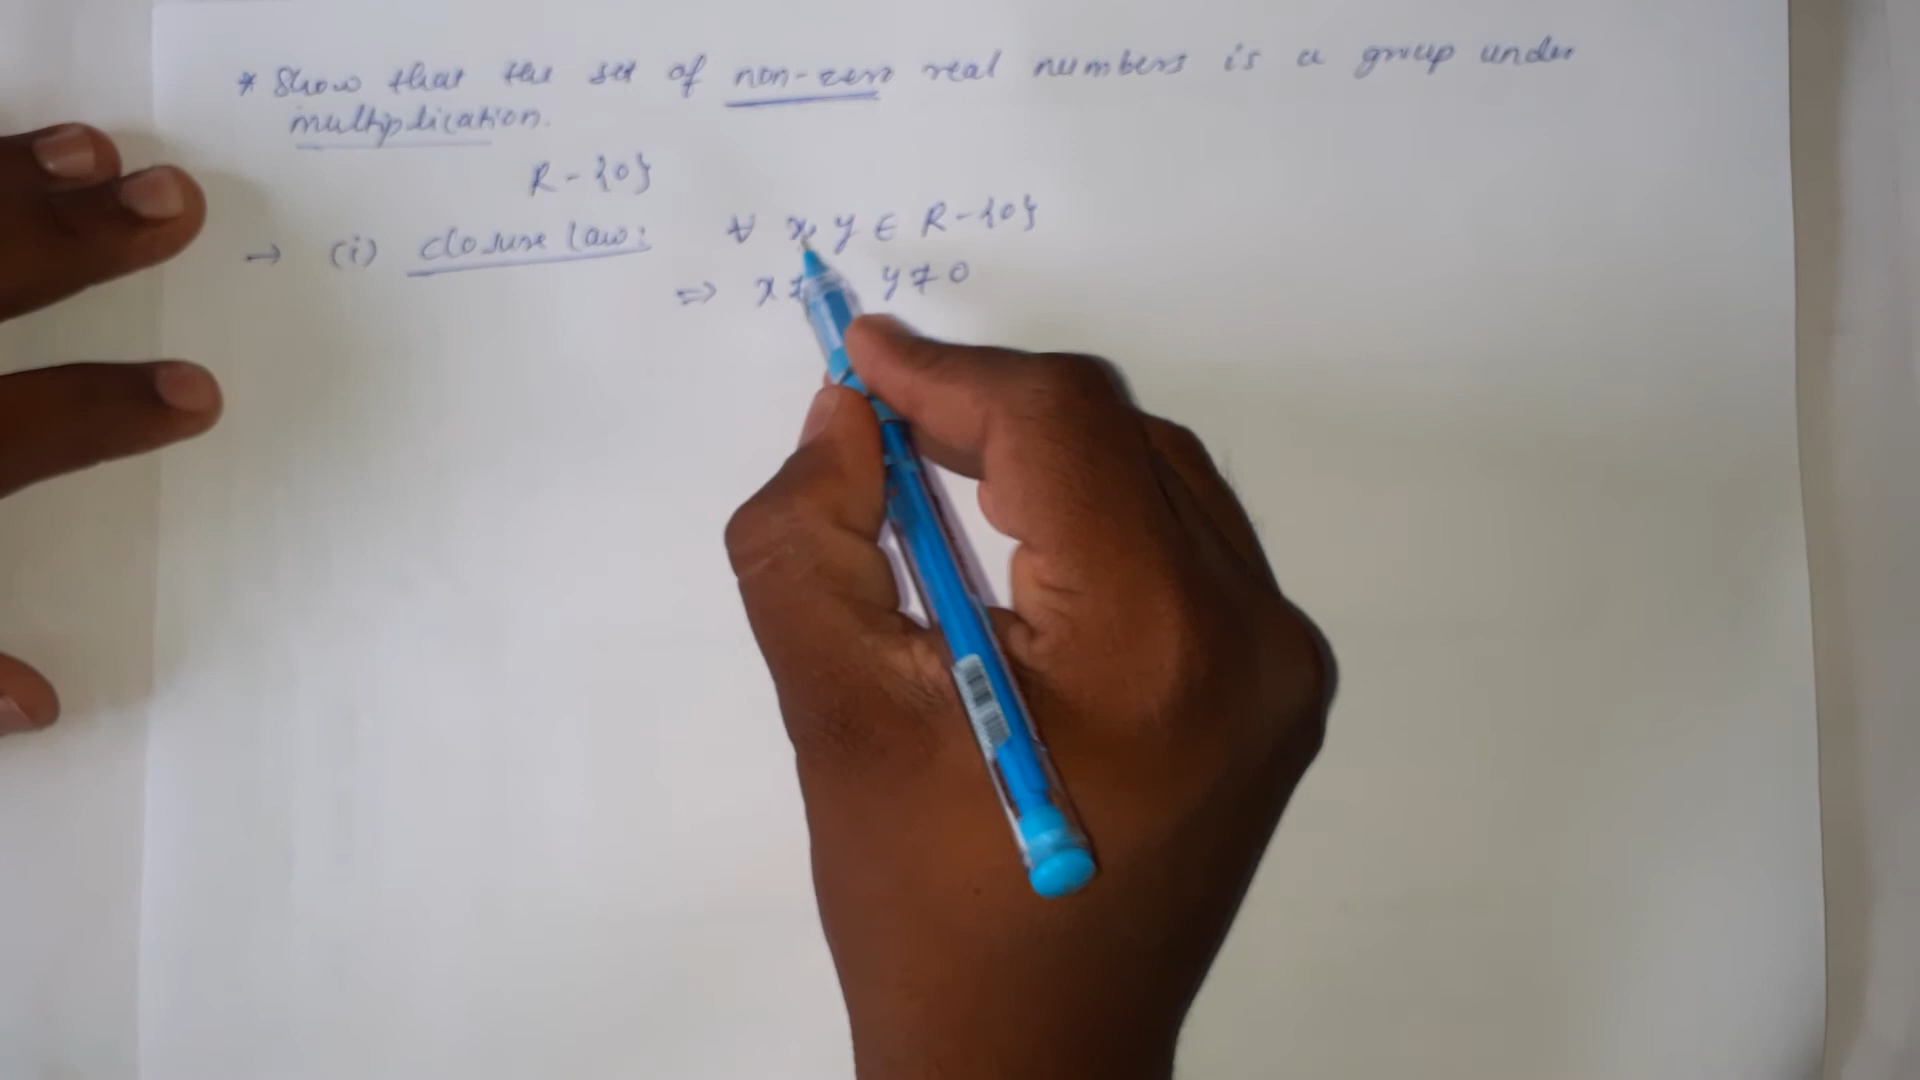 * Show that the set of non-zero real numbers is a group under
multiplication.
R - {0}
→ (i) closure law: ∀ x, y ∈ R - {0}
⇒ x ≠ y ≠ 0